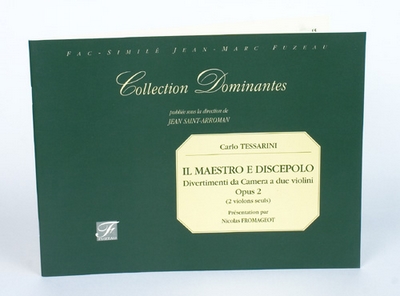 FAC-SIMILÉ JEAN-MARC FUZEAU
Collection Dominantes
publiée sous la direction de
JEAN SAINT-ARROMAN
Carlo TESSARINI
IL MAESTRO E DISCEPOLO
Divertimenti da Camera a due violini
Opus 2
(2 violons seuls)
Présentation par
Nicolas FROMAGEOT
F
FUZEAU